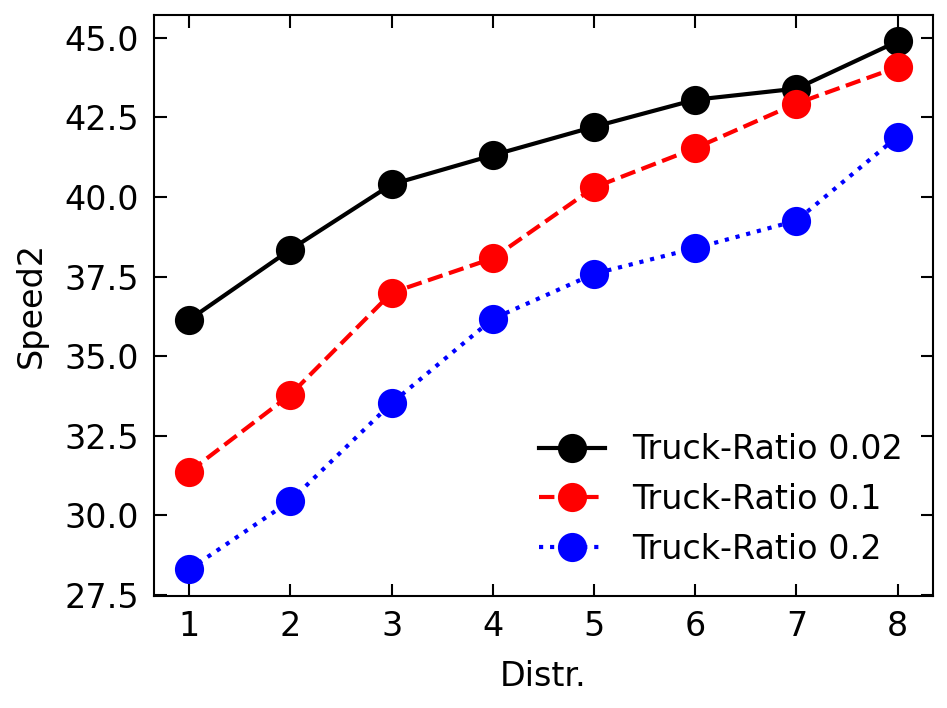 45.0
42.5
40.0
37.5
35.0
32.5
30.0
27.5
Speed2
Truck-Ratio 0.02
Truck-Ratio 0.1
Truck-Ratio 0.2
1 2 3 4 5 6 7 8
Distr.